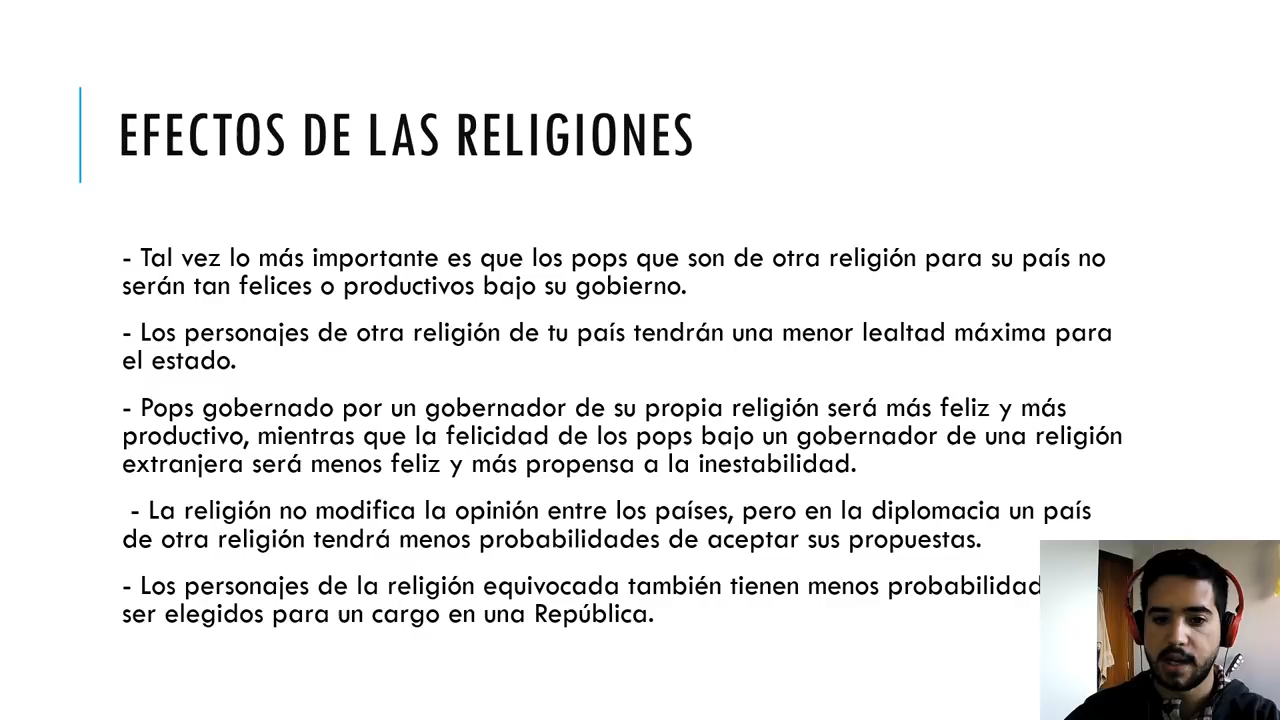 EFECTOS DE LAS RELIGIONES
- Tal vez lo más importante es que los pops que son de otra religión para su país no
serán tan felices o productivos bajo su gobierno.
- Los personajes de otra religión de tu país tendrán una menor lealtad máxima para
el estado.
- Pops gobernado por un gobernador de su propia religión será más feliz y más
productivo, mientras que la felicidad de los pops bajo un gobernador de una religión
extranjera será menos feliz y más propensa a la inestabilidad.
- La religión no modifica la opinión entre los países, pero en la diplomacia un país
de otra religión tendrá menos probabilidades de aceptar sus propuestas.
- Los personajes de la religión equivocada también tienen menos
ser elegidos para un cargo en una República.